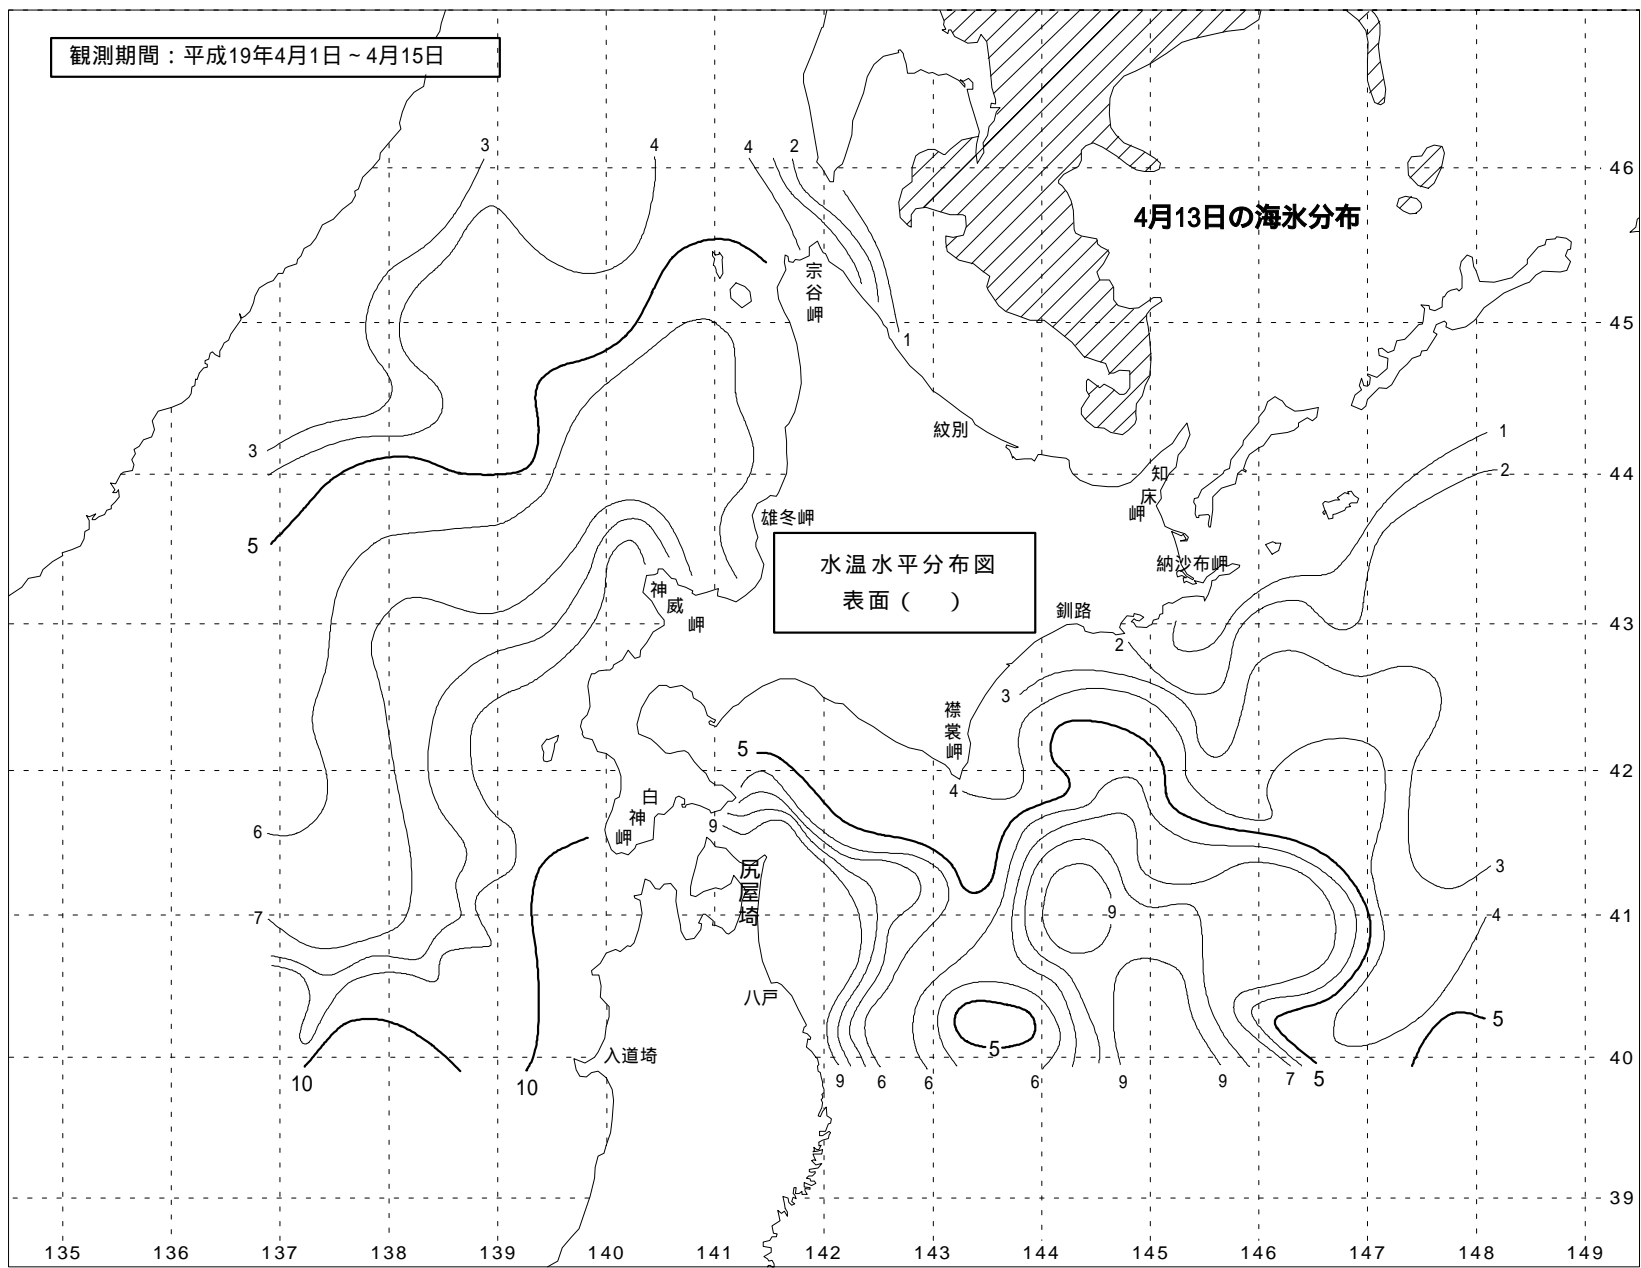 観測期間：平成19年4月1日～4月15日
3
4
4
2
46
4月13日の海氷分布
宗谷岬
45
1
紋別
1
3
2
44
知床岬
雄冬岬
5
水温水平分布図
表面（　）
納沙布岬
神威岬
釧路
43
2
3
襟裳岬
5
42
4
白神岬
9
6
3
尻屋埼
7
9
4
41
八戸
5
5
入道埼
40
10
10
9
6
6
6
9
9
7
5
39
135 136 137 138 139 140 141 142 143 144 145 146 147 148 149